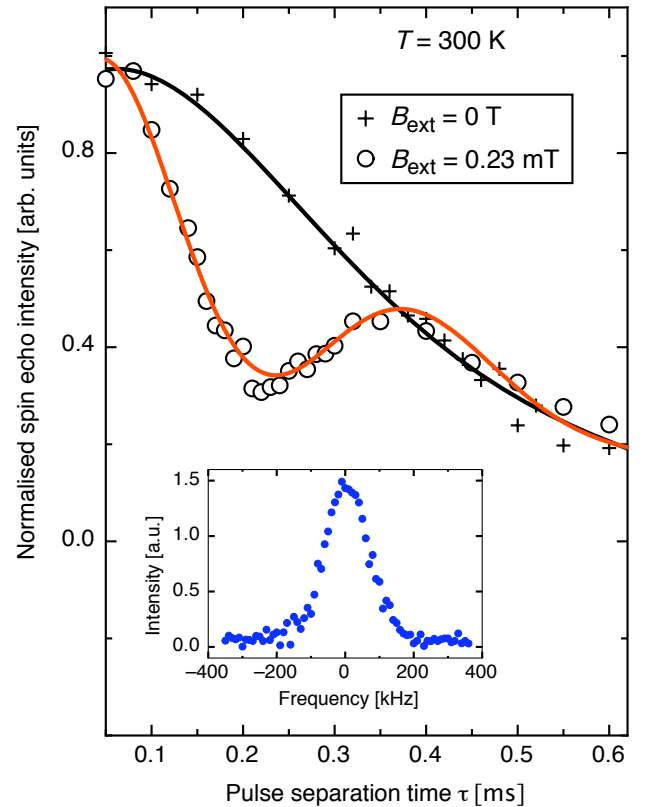 T = 300 K
+ B_ext = 0 T
○ B_ext = 0.23 mT
Normalised spin echo intensity [arb. units]
0.8
0.4
0.0
1.5
1.0
0.5
0.0
Intensity [a.u.]
−400 −200 0 200 400
Frequency [kHz]
0.1 0.2 0.3 0.4 0.5 0.6
Pulse separation time τ [ms]